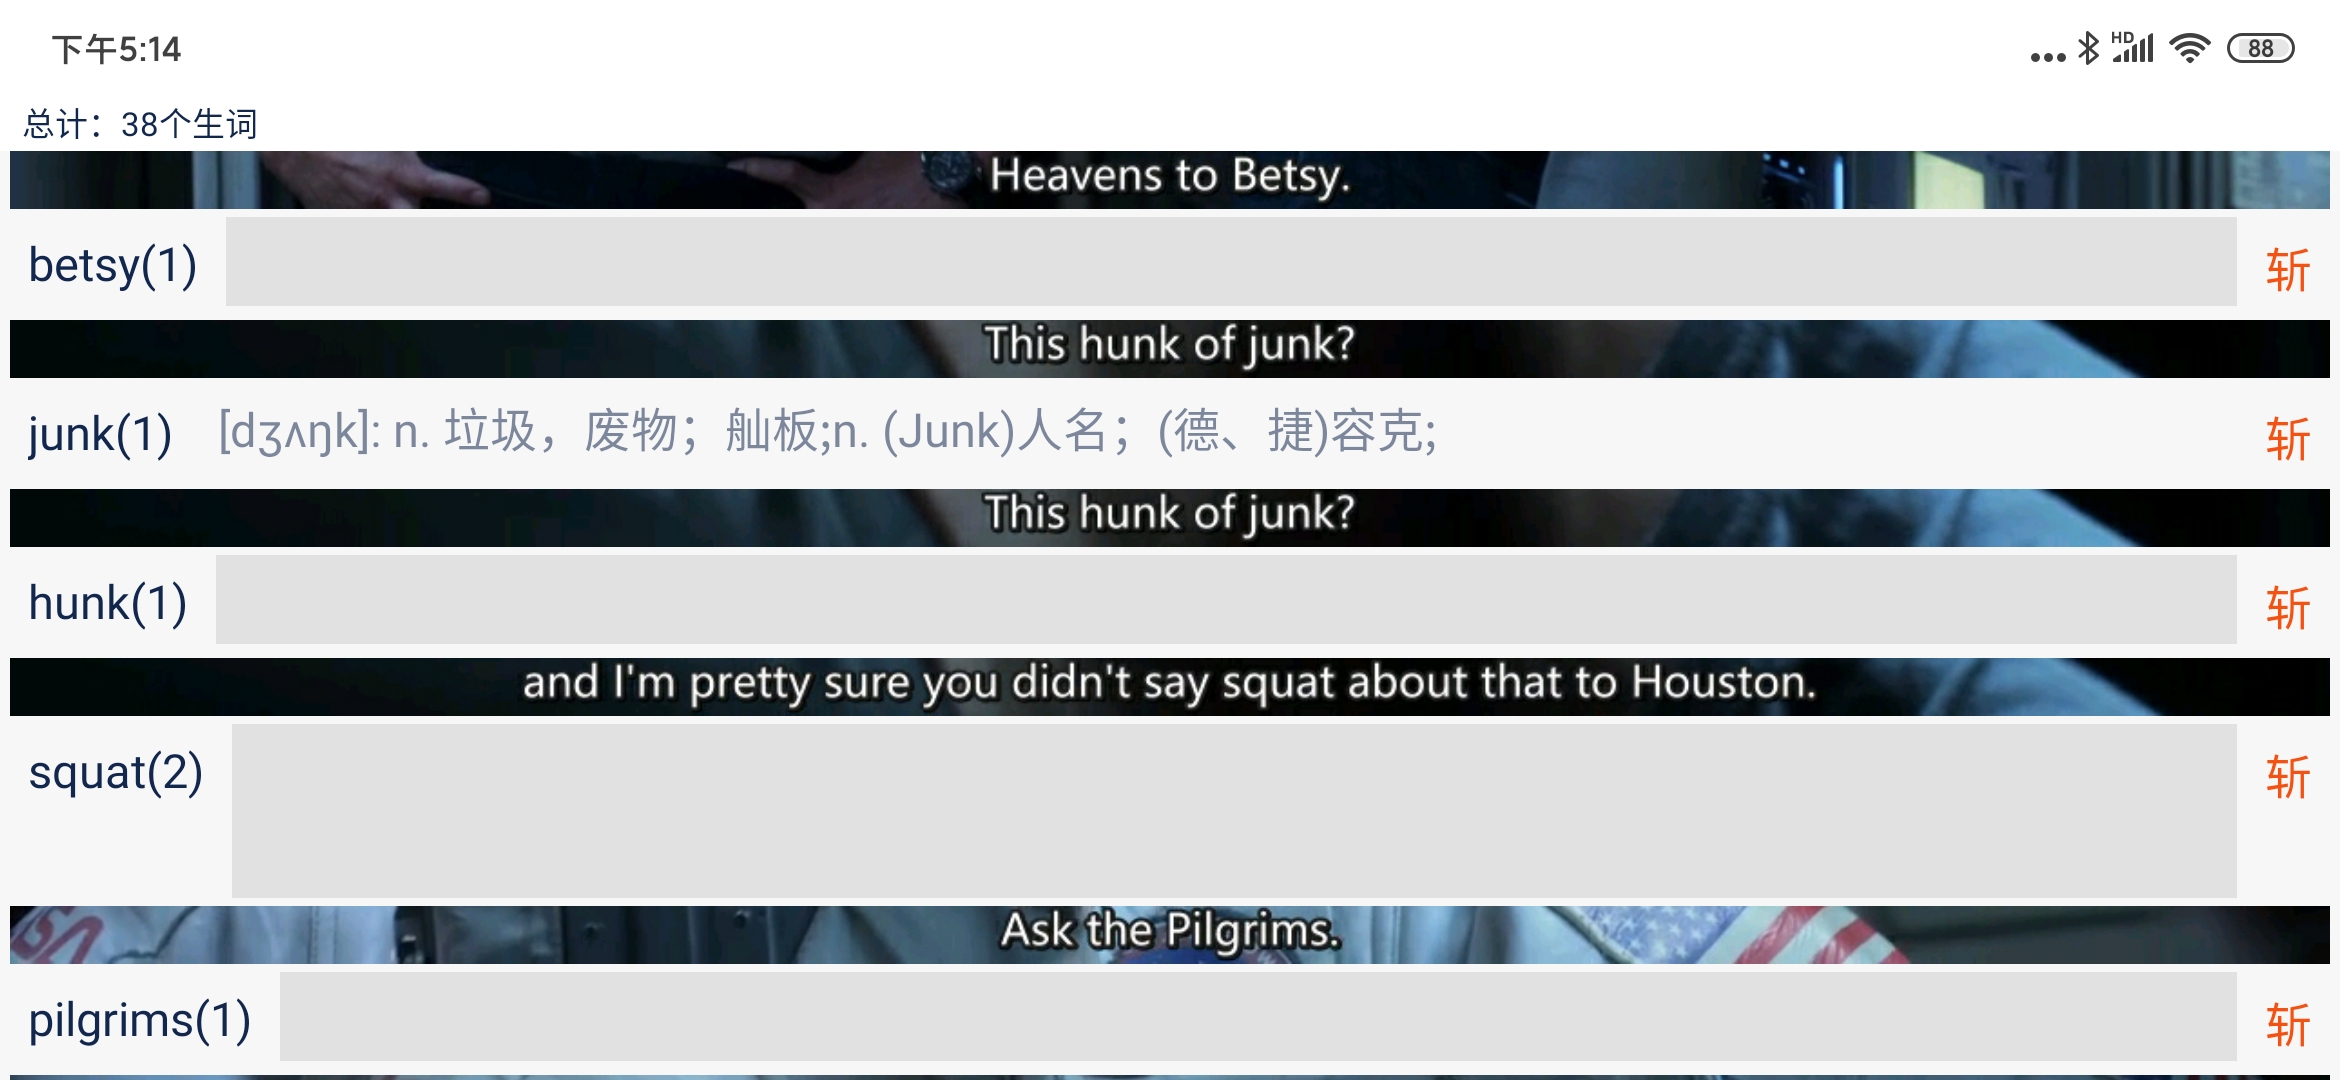 下午5:14
HD 88
总计：38个生词
Heavens to Betsy.
betsy(1) 斩
This hunk of junk?
junk(1) [dʒʌŋk]: n. 垃圾，废物；舢板;n. (Junk)人名；(德、捷)容克; 斩
This hunk of junk?
hunk(1) 斩
and I'm pretty sure you didn't say squat about that to Houston.
squat(2) 斩
Ask the Pilgrims.
pilgrims(1) 斩